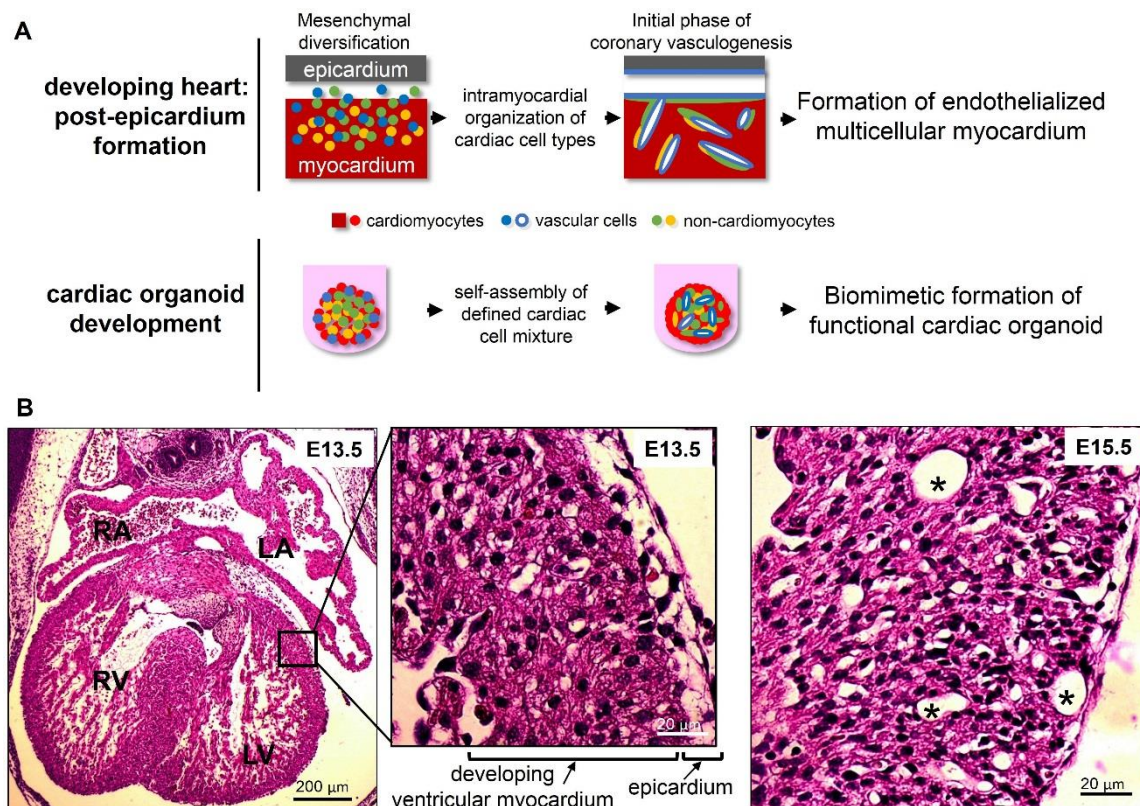 A
Mesenchymal
diversification
Initial phase of
coronary vasculogenesis
developing heart:
post-epicardium
formation
epicardium
myocardium
intramyocardial
organization of
cardiac cell types
Formation of endothelialized
multicellular myocardium
cardiomyocytes
vascular cells
non-cardiomyocytes
cardiac organoid
development
self-assembly of
defined cardiac
cell mixture
Biomimetic formation of
functional cardiac organoid
B
E13.5
RA
LA
RV
LV
200 µm
E13.5
20 µm
developing
ventricular myocardium
epicardium
E15.5
*
*
*
20 µm